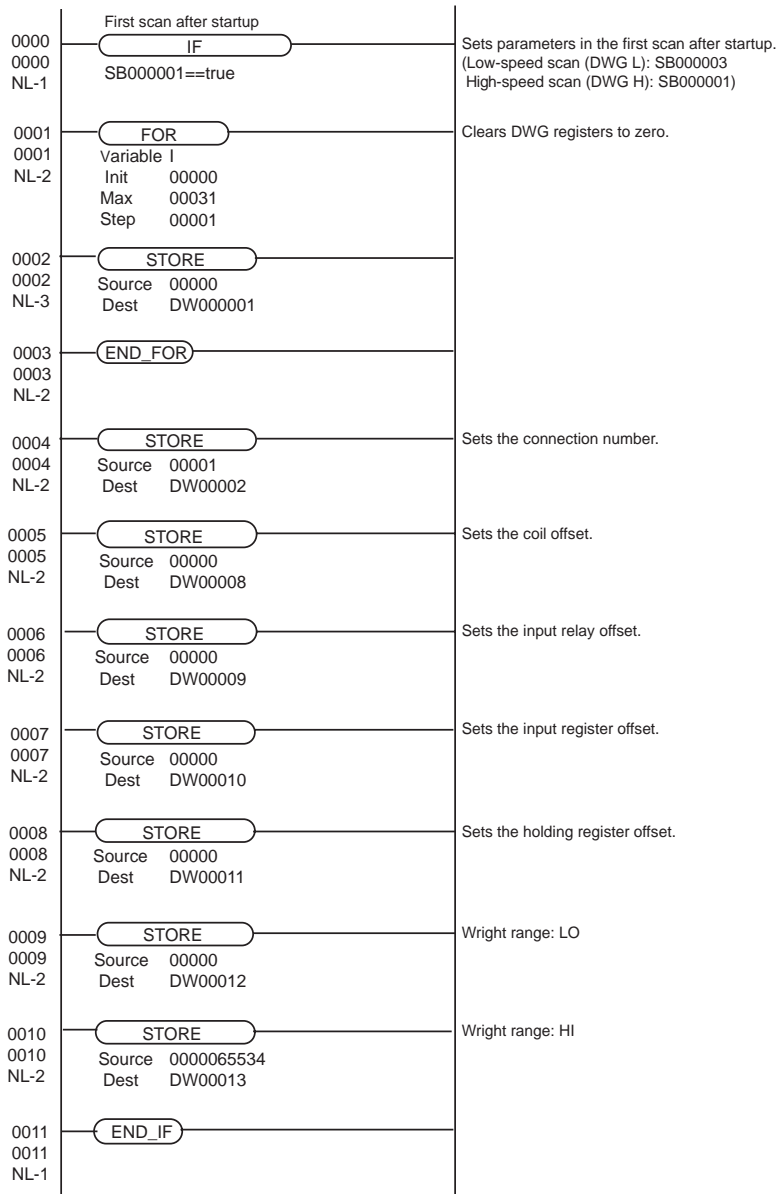 First scan after startup
0000
0000
NL-1
IF
SB000001==true
Sets parameters in the first scan after startup.
(Low-speed scan (DWG L): SB000003
High-speed scan (DWG H): SB000001)
0001
0001
NL-2
FOR
Variable I
Init 00000
Max 00031
Step 00001
Clears DWG registers to zero.
0002
0002
NL-3
STORE
Source 00000
Dest DW000001
0003
0003
NL-2
END_FOR
0004
0004
NL-2
STORE
Source 00001
Dest DW00002
Sets the connection number.
0005
0005
NL-2
STORE
Source 00000
Dest DW00008
Sets the coil offset.
0006
0006
NL-2
STORE
Source 00000
Dest DW00009
Sets the input relay offset.
0007
0007
NL-2
STORE
Source 00000
Dest DW00010
Sets the input register offset.
0008
0008
NL-2
STORE
Source 00000
Dest DW00011
Sets the holding register offset.
0009
0009
NL-2
STORE
Source 00000
Dest DW00012
Wright range: LO
0010
0010
NL-2
STORE
Source 0000065534
Dest DW00013
Wright range: HI
0011
0011
NL-1
END_IF